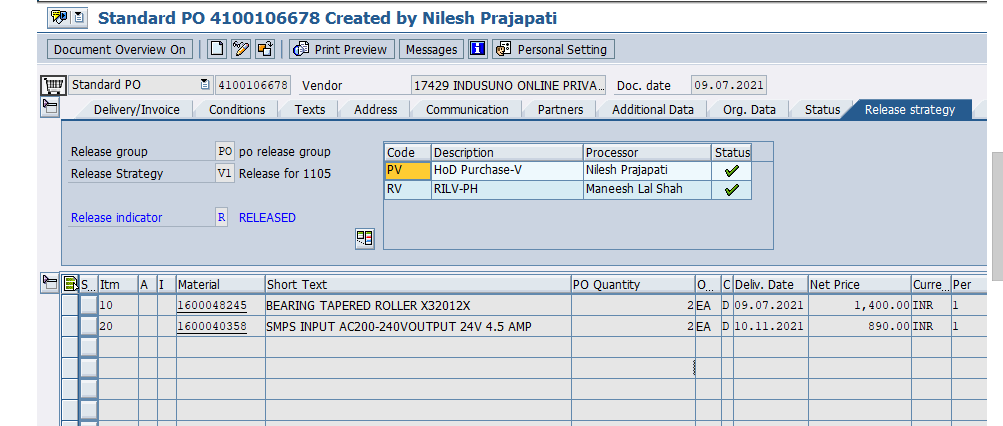 Standard PO 4100106678 Created by Nilesh Prajapati
Document Overview On Print Preview Messages Personal Setting
Standard PO 4100106678 Vendor 17429 INDUSUNO ONLINE PRIVA... Doc. date 09.07.2021
Delivery/Invoice Conditions Texts Address Communication Partners Additional Data Org. Data Status Release strategy
Release group PO po release group
Release Strategy V1 Release for 1105
Release indicator R RELEASED
Code Description Processor Status
PV HoD Purchase-V Nilesh Prajapati
RV RILV-PH Maneesh Lal Shah
S... Itm A I Material Short Text PO Quantity O... C Deliv. Date Net Price Curre... Per
10 1600048245 BEARING TAPERED ROLLER X32012X 2 EA D 09.07.2021 1,400.00 INR 1
20 1600040358 SMPS INPUT AC200-240VOUTPUT 24V 4.5 AMP 2 EA D 10.11.2021 890.00 INR 1